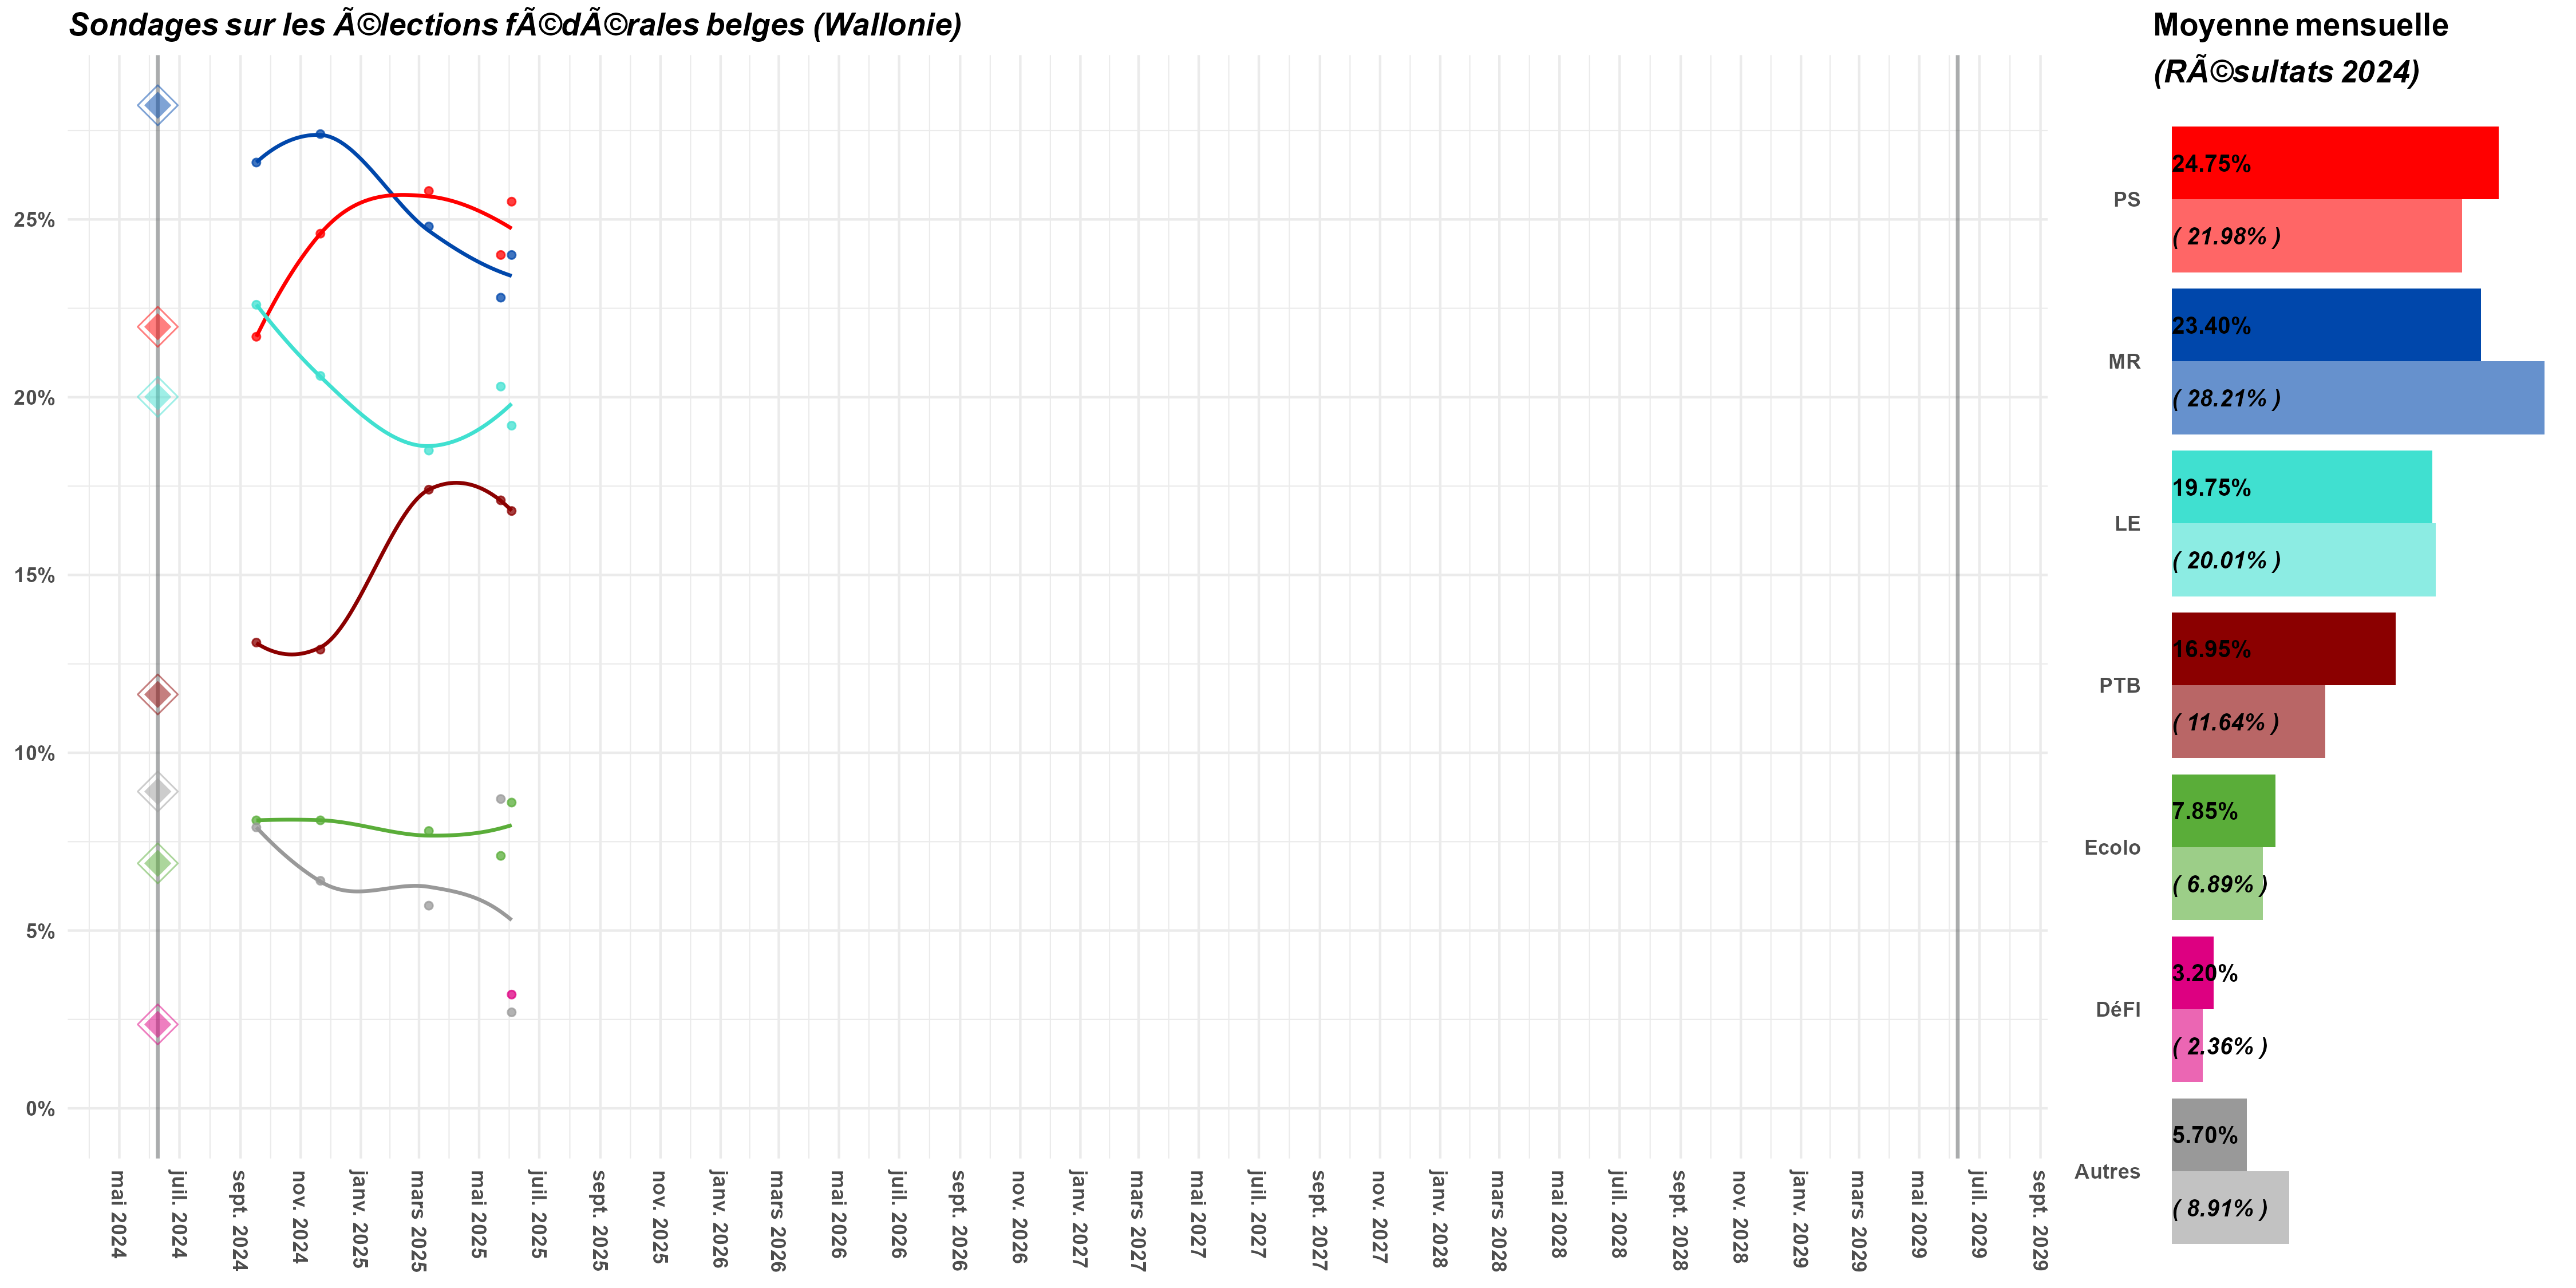 Sondages sur les Ã©lections fÃ©dÃ©rales belges (Wallonie)
25%
20%
15%
10%
5%
0%
mai 2024
juil. 2024
sept. 2024
nov. 2024
janv. 2025
mars 2025
mai 2025
juil. 2025
sept. 2025
nov. 2025
janv. 2026
mars 2026
mai 2026
juil. 2026
sept. 2026
nov. 2026
janv. 2027
mars 2027
mai 2027
juil. 2027
sept. 2027
nov. 2027
janv. 2028
mars 2028
mai 2028
juil. 2028
sept. 2028
nov. 2028
janv. 2029
mars 2029
mai 2029
juil. 2029
sept. 2029
Moyenne mensuelle
(RÃ©sultats 2024)
PS
24.75%
( 21.98% )
MR
23.40%
( 28.21% )
LE
19.75%
( 20.01% )
PTB
16.95%
( 11.64% )
Ecolo
7.85%
( 6.89% )
DéFI
3.20%
( 2.36% )
Autres
5.70%
( 8.91% )